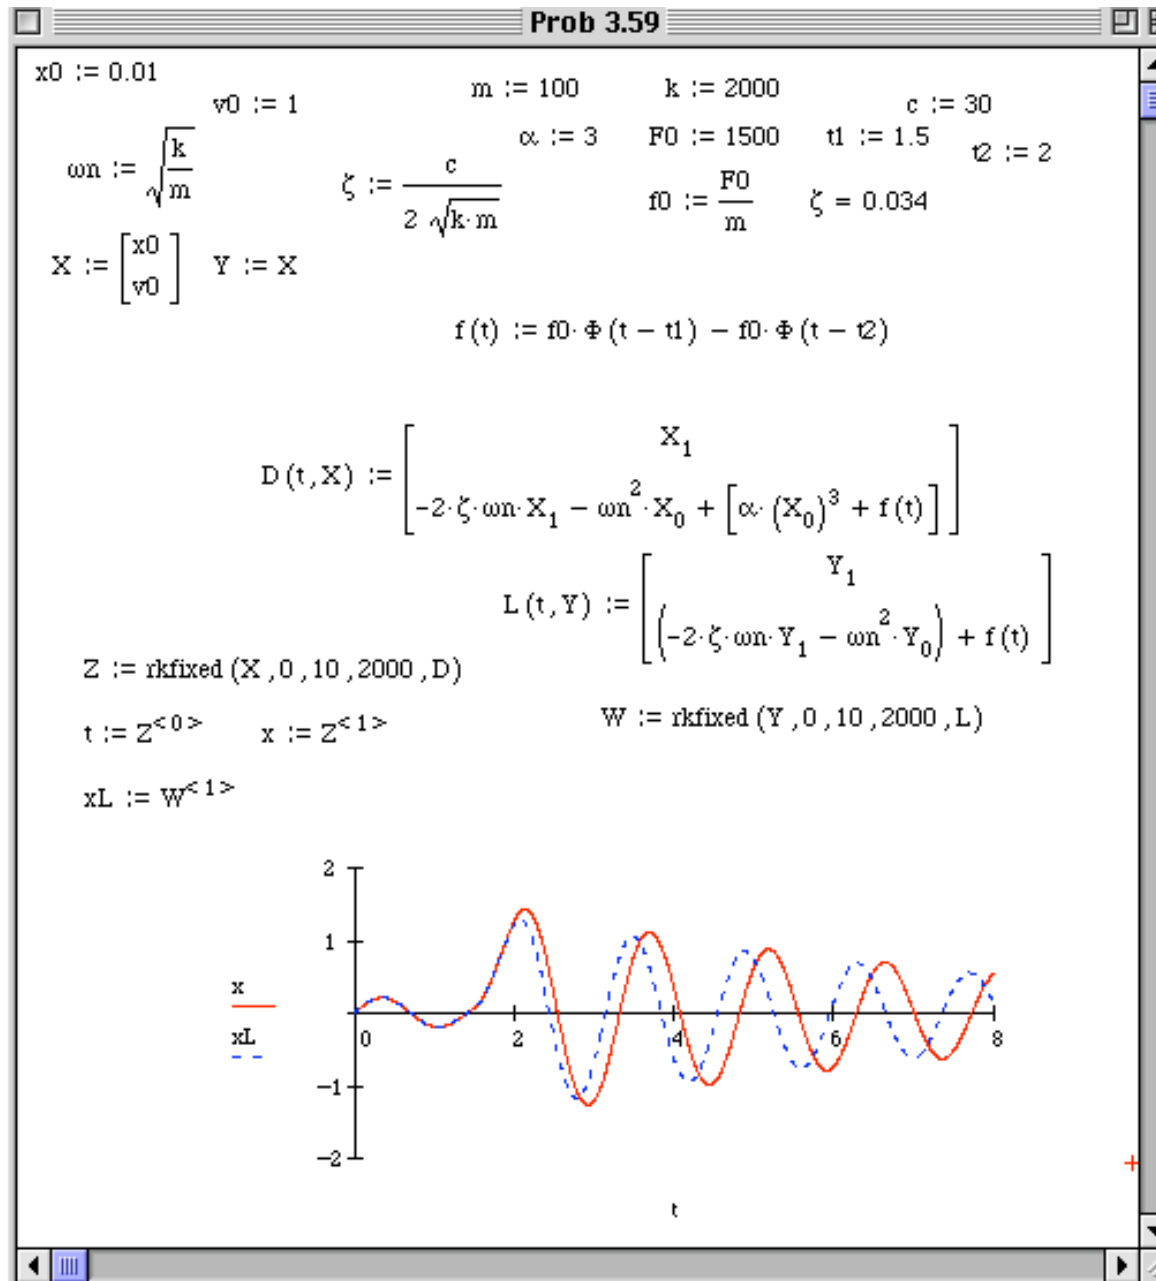 Prob 3.59
x0 := 0.01
v0 := 1
m := 100 k := 2000 c := 30
α := 3 F0 := 1500 t1 := 1.5 t2 := 2
ωn := √(k/m) ζ := c/(2 √(k·m)) f0 := F0/m ζ = 0.034
X := [x0 v0] Y := X
f(t) := f0·Φ(t − t1) − f0·Φ(t − t2)
D(t,X) := [X₁
-2·ζ·ωn·X₁ − ωn²·X₀ + [α·(X₀)³ + f(t)]]
L(t,Y) := [Y₁
(-2·ζ·ωn·Y₁ − ωn²·Y₀) + f(t)]
Z := rkfixed(X,0,10,2000,D)
t := Z<0> x := Z<1> W := rkfixed(Y,0,10,2000,L)
xL := W<1>
2
1
x
xL
0 2 4 6 8
−1
−2
t